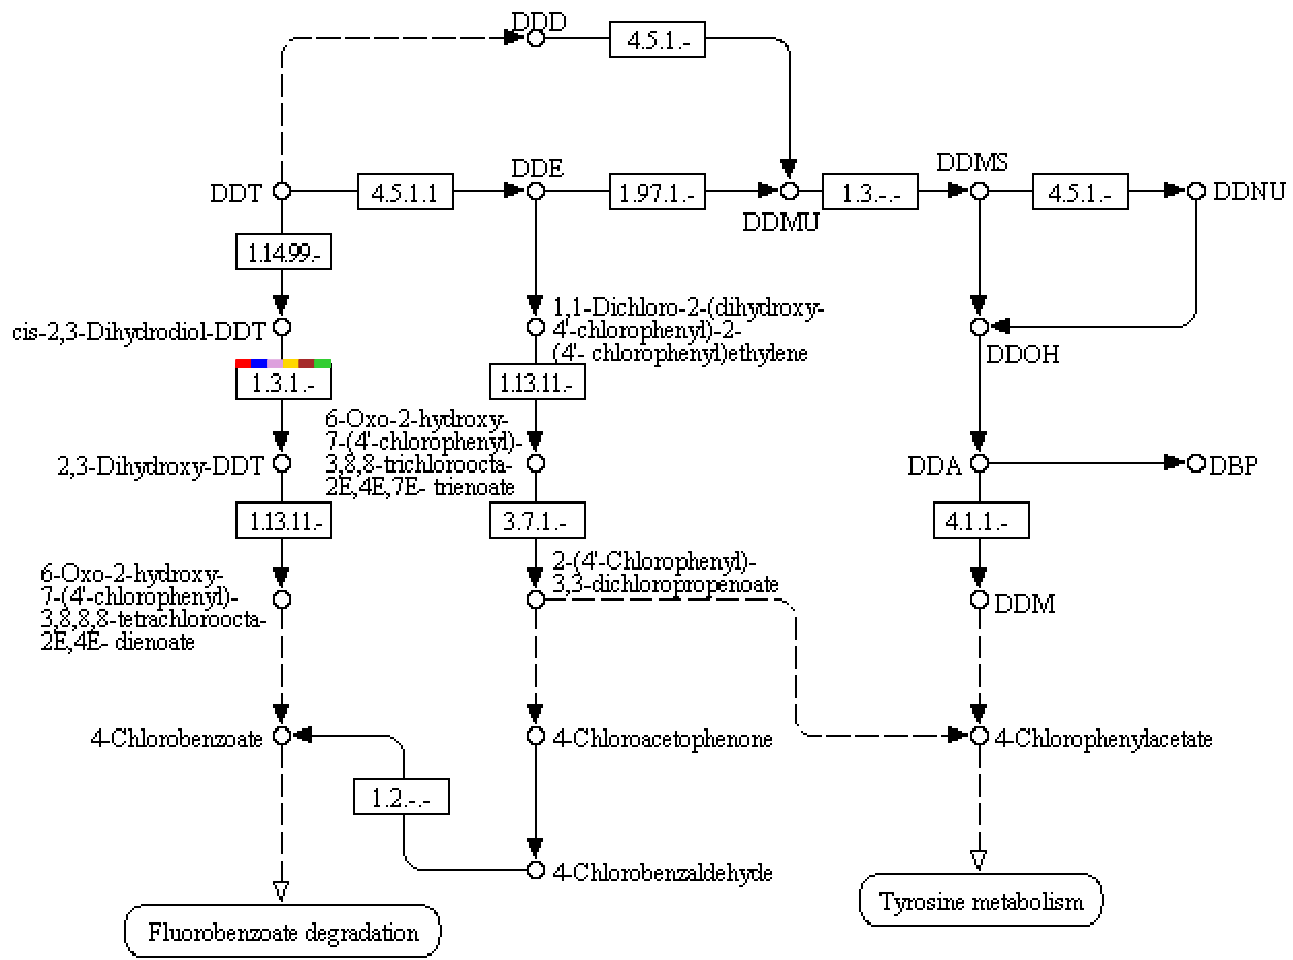 DDD
4.5.1.-
DDT
4.5.1.1
DDE
1.97.1.-
DDMU
1.3.-.-
DDMS
4.5.1.-
DDNU
1.14.99.-
cis-2,3-Dihydrodiol-DDT
1,1-Dichloro-2-(dihydroxy-
4'-chlorophenyl)-2-
(4'- chlorophenyl)ethylene
DDOH
1.3.1.-
1.13.11.-
6-Oxo-2-hydroxy-
7-(4'-chlorophenyl)-
3,8,8-trichloroocta-
2E,4E,7E- trienoate
2,3-Dihydroxy-DDT
DDA
DBP
1.13.11.-
3.7.1.-
4.1.1.-
6-Oxo-2-hydroxy-
7-(4'-chlorophenyl)-
3,8,8,8-tetrachloroocta-
2E,4E- dienoate
2-(4'-Chlorophenyl)-
3,3-dichloropropenoate
DDM
4-Chlorobenzoate
4-Chloroacetophenone
4-Chlorophenylacetate
1.2.-.-
4-Chlorobenzaldehyde
Tyrosine metabolism
Fluorobenzoate degradation